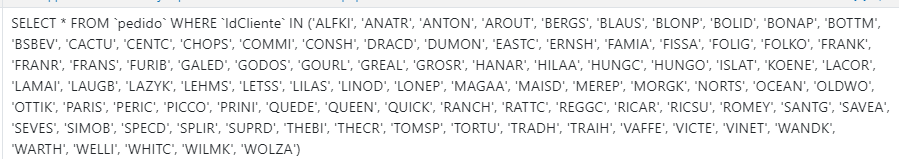 SELECT * FROM `pedido` WHERE `IdCliente` IN ('ALFKI', 'ANATR', 'ANTON', 'AROUT', 'BERGS', 'BLAUS', 'BLONP', 'BOLID', 'BONAP', 'BOTTM',
'BSBEV', 'CACTU', 'CENTC', 'CHOPS', 'COMMI', 'CONSH', 'DRACD', 'DUMON', 'EASTC', 'ERNSH', 'FAMIA', 'FISSA', 'FOLIG', 'FOLKO', 'FRANK',
'FRANR', 'FRANS', 'FURIB', 'GALED', 'GODOS', 'GOURL', 'GREAL', 'GROSR', 'HANAR', 'HILAA', 'HUNGC', 'HUNGO', 'ISLAT', 'KOENE', 'LACOR',
'LAMAI', 'LAUGB', 'LAZYK', 'LEHMS', 'LETSS', 'LILAS', 'LINOD', 'LONEP', 'MAGAA', 'MAISD', 'MEREP', 'MORGK', 'NORTS', 'OCEAN', 'OLDWO',
'OTTIK', 'PARIS', 'PERIC', 'PICCO', 'PRINI', 'QUEDE', 'QUEEN', 'QUICK', 'RANCH', 'RATTC', 'REGGC', 'RICAR', 'RICSU', 'ROMEY', 'SANTG', 'SAVEA',
'SEVES', 'SIMOB', 'SPECD', 'SPLIR', 'SUPRD', 'THEBI', 'THECR', 'TOMSP', 'TORTU', 'TRADH', 'TRAIH', 'VAFFE', 'VICTE', 'VINET', 'WANDK',
'WARTH', 'WELLI', 'WHITC', 'WILMK', 'WOLZA')